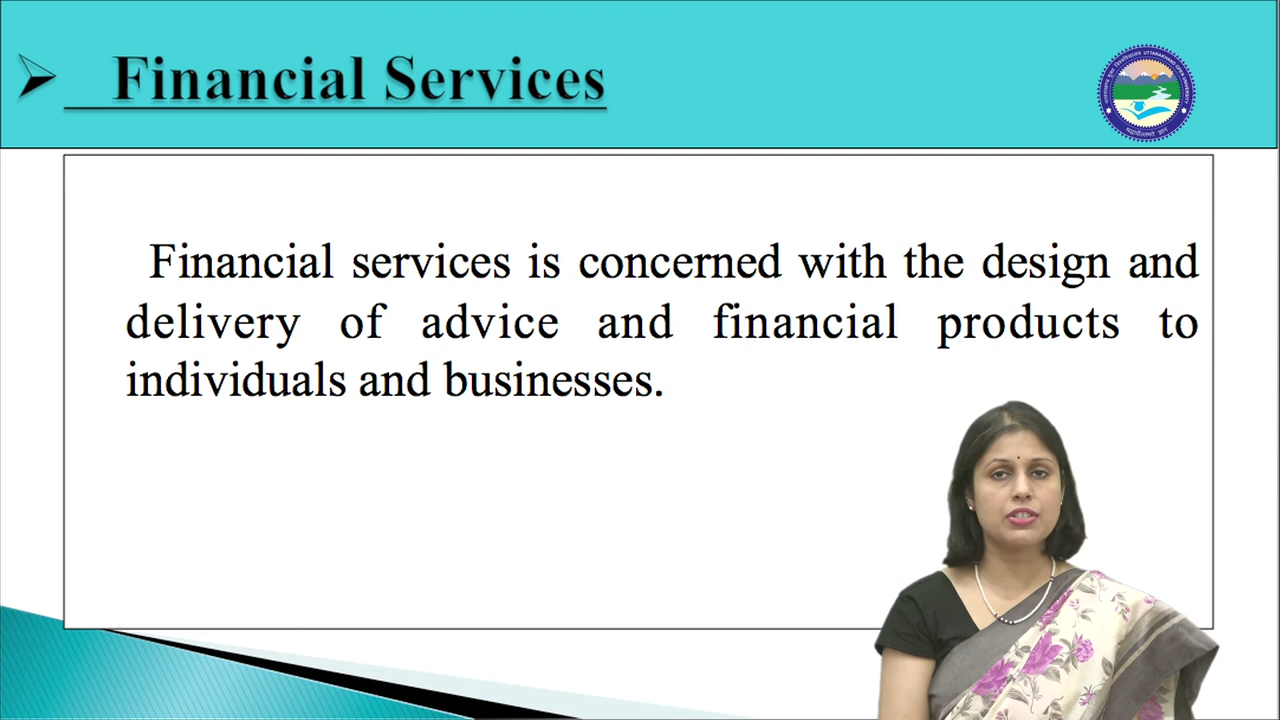 Financial Services
Financial services is concerned with the design and
delivery of advice and financial products to
individuals and businesses.